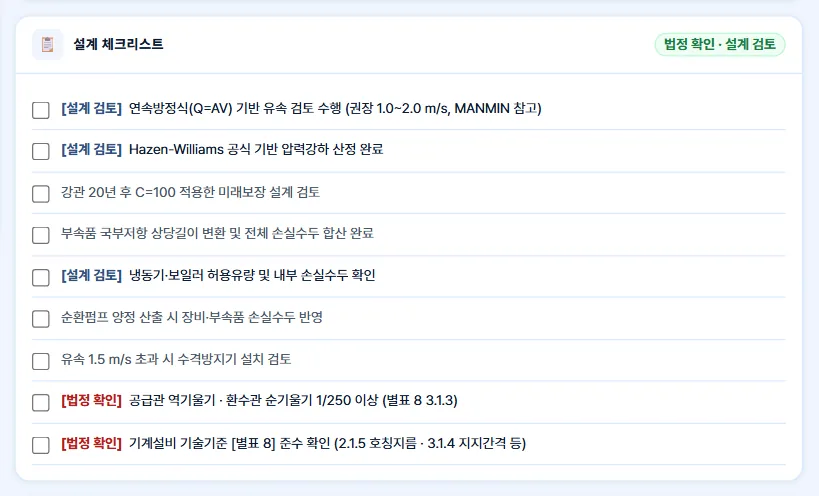 설계 체크리스트
법정 확인 · 설계 검토
[설계 검토] 연속방정식(Q=AV) 기반 유속 검토 수행 (권장 1.0~2.0 m/s, MANMIN 참고)
[설계 검토] Hazen-Williams 공식 기반 압력강하 산정 완료
강관 20년 후 C=100 적용한 미래보장 설계 검토
부속품 국부저항 상당길이 변환 및 전체 손실수두 합산 완료
[설계 검토] 냉동기·보일러 허용유량 및 내부 손실수두 확인
순환펌프 양정 산출 시 장비·부속품 손실수두 반영
유속 1.5 m/s 초과 시 수격방지기 설치 검토
[법정 확인] 공급관 역기울기 · 환수관 순기울기 1/250 이상 (별표 8 3.1.3)
[법정 확인] 기계설비 기술기준 [별표 8] 준수 확인 (2.1.5 호칭지름 · 3.1.4 지지간격 등)